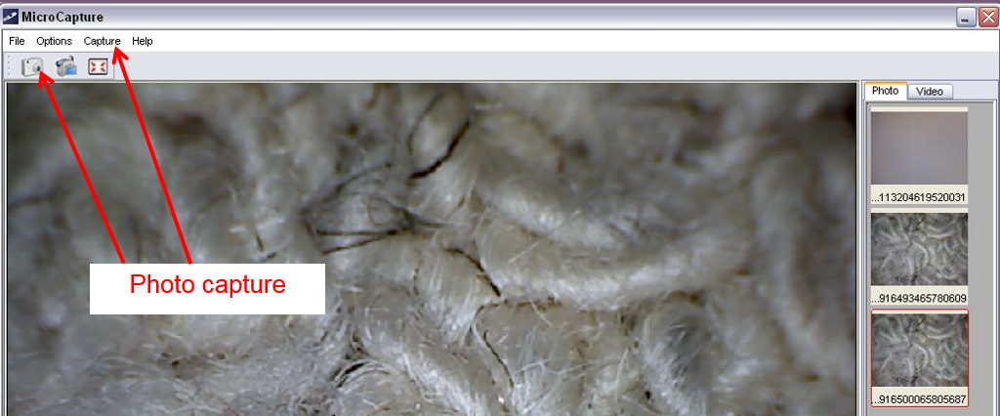 MicroCapture
File Options Capture Help
Photo Video
...113204619520031
...916493465780609
...916500065805687
Photo capture